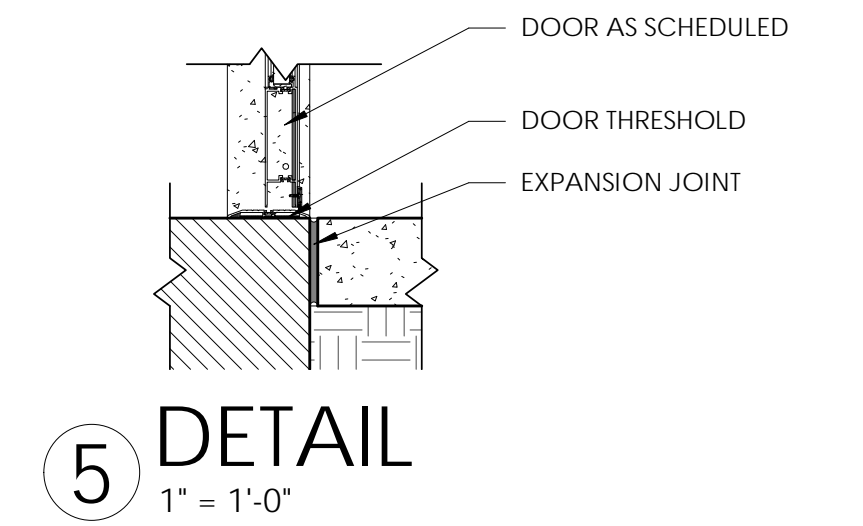 DOOR AS SCHEDULED
DOOR THRESHOLD
EXPANSION JOINT
5 DETAIL
1" = 1'-0"